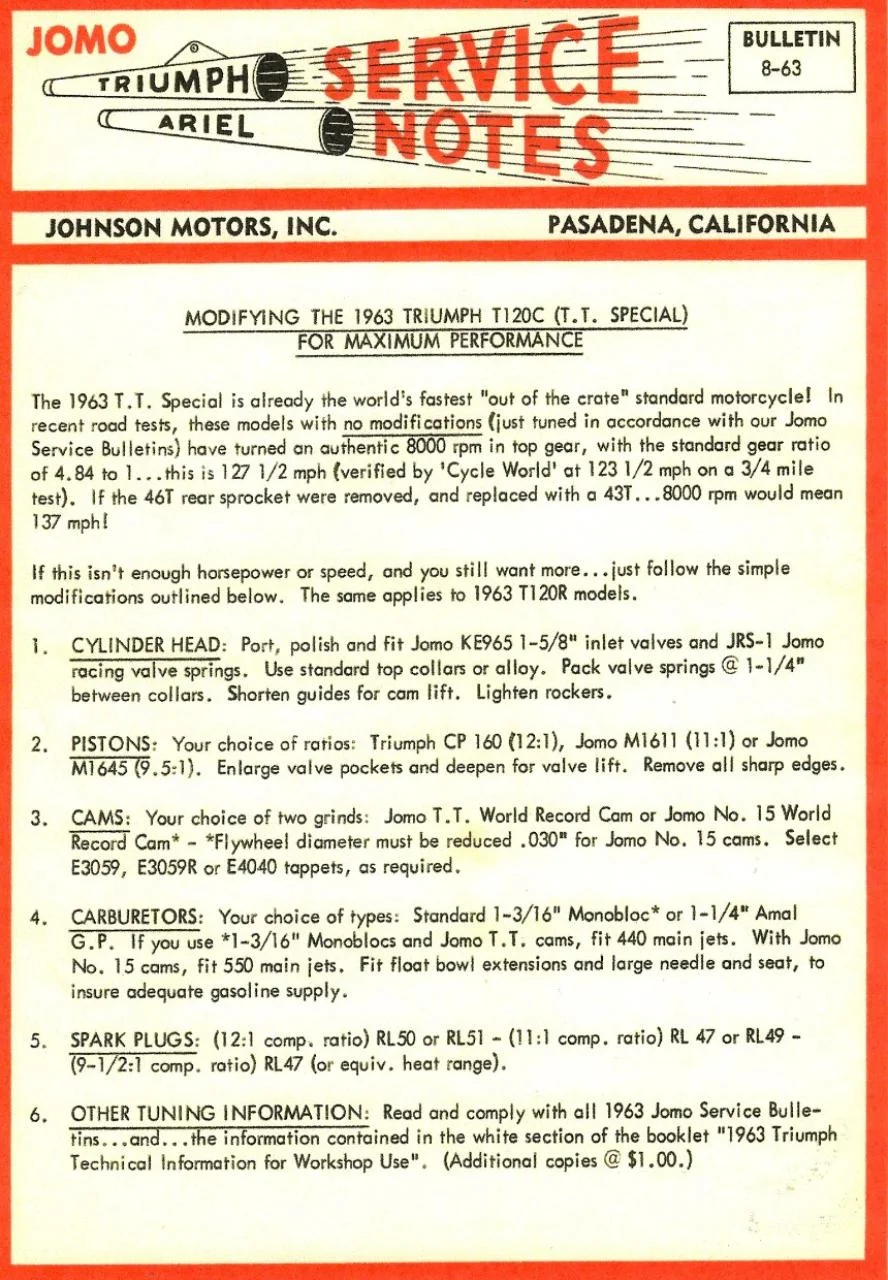 JOMO
TRIUMPH
ARIEL
SERVICE
NOTES
BULLETIN
8-63
JOHNSON MOTORS, INC. PASADENA, CALIFORNIA
MODIFYING THE 1963 TRIUMPH T120C (T.T. SPECIAL)
FOR MAXIMUM PERFORMANCE
The 1963 T.T. Special is already the world's fastest "out of the crate" standard motorcycle! In
recent road tests, these models with no modifications (just tuned in accordance with our Jomo
Service Bulletins) have turned an authentic 8000 rpm in top gear, with the standard gear ratio
of 4.84 to 1...this is 127 1/2 mph (verified by 'Cycle World' at 123 1/2 mph on a 3/4 mile
test). If the 46T rear sprocket were removed, and replaced with a 43T...8000 rpm would mean
137 mph!
If this isn't enough horsepower or speed, and you still want more...just follow the simple
modifications outlined below. The same applies to 1963 T120R models.
1. CYLINDER HEAD: Port, polish and fit Jomo KE965 1-5/8" inlet valves and JRS-1 Jomo
racing valve springs. Use standard top collars or alloy. Pack valve springs @ 1-1/4"
between collars. Shorten guides for cam lift. Lighten rockers.
2. PISTONS: Your choice of ratios: Triumph CP 160 (12:1), Jomo M1611 (11:1) or Jomo
M1645 (9.5:1). Enlarge valve pockets and deepen for valve lift. Remove all sharp edges.
3. CAMS: Your choice of two grinds: Jomo T.T. World Record Cam or Jomo No. 15 World
Record Cam* - *Flywheel diameter must be reduced .030" for Jomo No. 15 cams. Select
E3059, E3059R or E4040 tappets, as required.
4. CARBURETORS: Your choice of types: Standard 1-3/16" Monobloc* or 1-1/4" Amal
G.P. If you use *1-3/16" Monoblocs and Jomo T.T. cams, fit 440 main jets. With Jomo
No. 15 cams, fit 550 main jets. Fit float bowl extensions and large needle and seat, to
insure adequate gasoline supply.
5. SPARK PLUGS: (12:1 comp. ratio) RL50 or RL51 - (11:1 comp. ratio) RL 47 or RL49 -
(9-1/2:1 comp. ratio) RL47 (or equiv. heat range).
6. OTHER TUNING INFORMATION: Read and comply with all 1963 Jomo Service Bulle-
tins...and...the information contained in the white section of the booklet "1963 Triumph
Technical Information for Workshop Use". (Additional copies @ $1.00.)